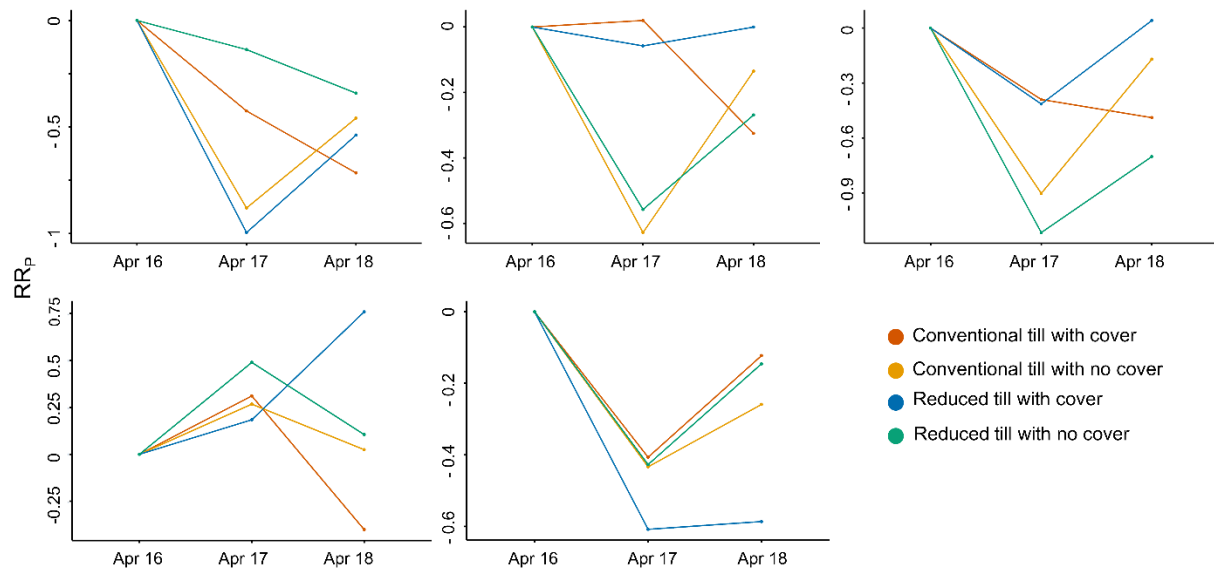 0
- 0.5
- 1
Apr 16 Apr 17 Apr 18
0
- 0.2
- 0.4
- 0.6
Apr 16 Apr 17 Apr 18
0
- 0.3
- 0.6
- 0.9
Apr 16 Apr 17 Apr 18
RRP
0.75
0.5
0.25
0
-0.25
Apr 16 Apr 17 Apr 18
0
- 0.2
- 0.4
- 0.6
Apr 16 Apr 17 Apr 18
Conventional till with cover
Conventional till with no cover
Reduced till with cover
Reduced till with no cover